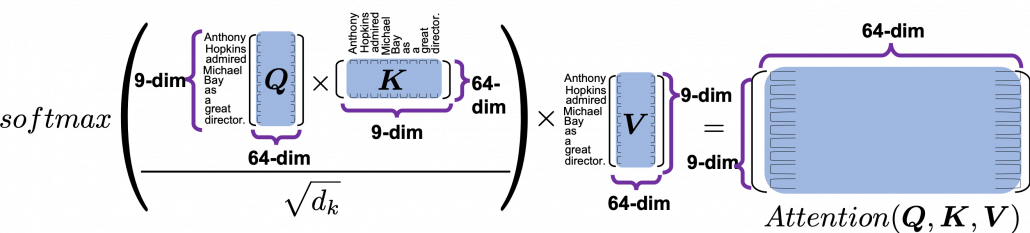 softmax
9-dim
Anthony
Hopkins
admired
Michael
Bay
as
a
great
director.
Q
64-dim
×
Anthony
Hopkins
admired
Michael
Bay
as
a
great
director.
K
64-
dim
9-dim
√d_k
×
Anthony
Hopkins
admired
Michael
Bay
as
a
great
director.
V
9-dim
64-dim
=
64-dim
9-dim
Attention(Q, K, V)